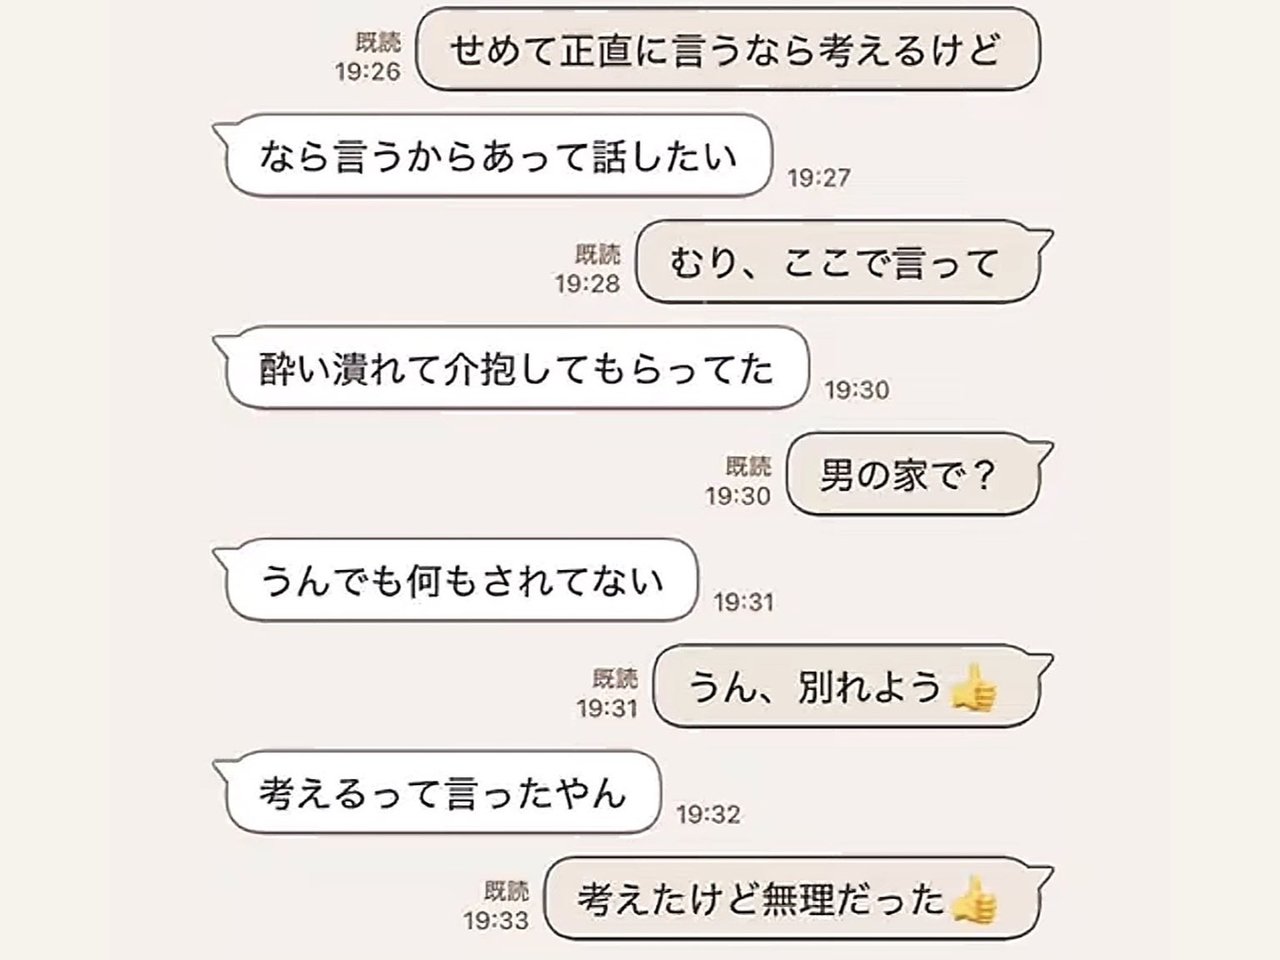 既読
19:26
せめて正直に言うなら考えるけど
なら言うからあって話したい
19:27
既読
19:28
むり、ここで言って
酔い潰れて介抱してもらってた
19:30
既読
19:30
男の家で？
うんでも何もされてない
19:31
既読
19:31
うん、別れよう👍
考えるって言ったやん
19:32
既読
19:33
考えたけど無理だった👍